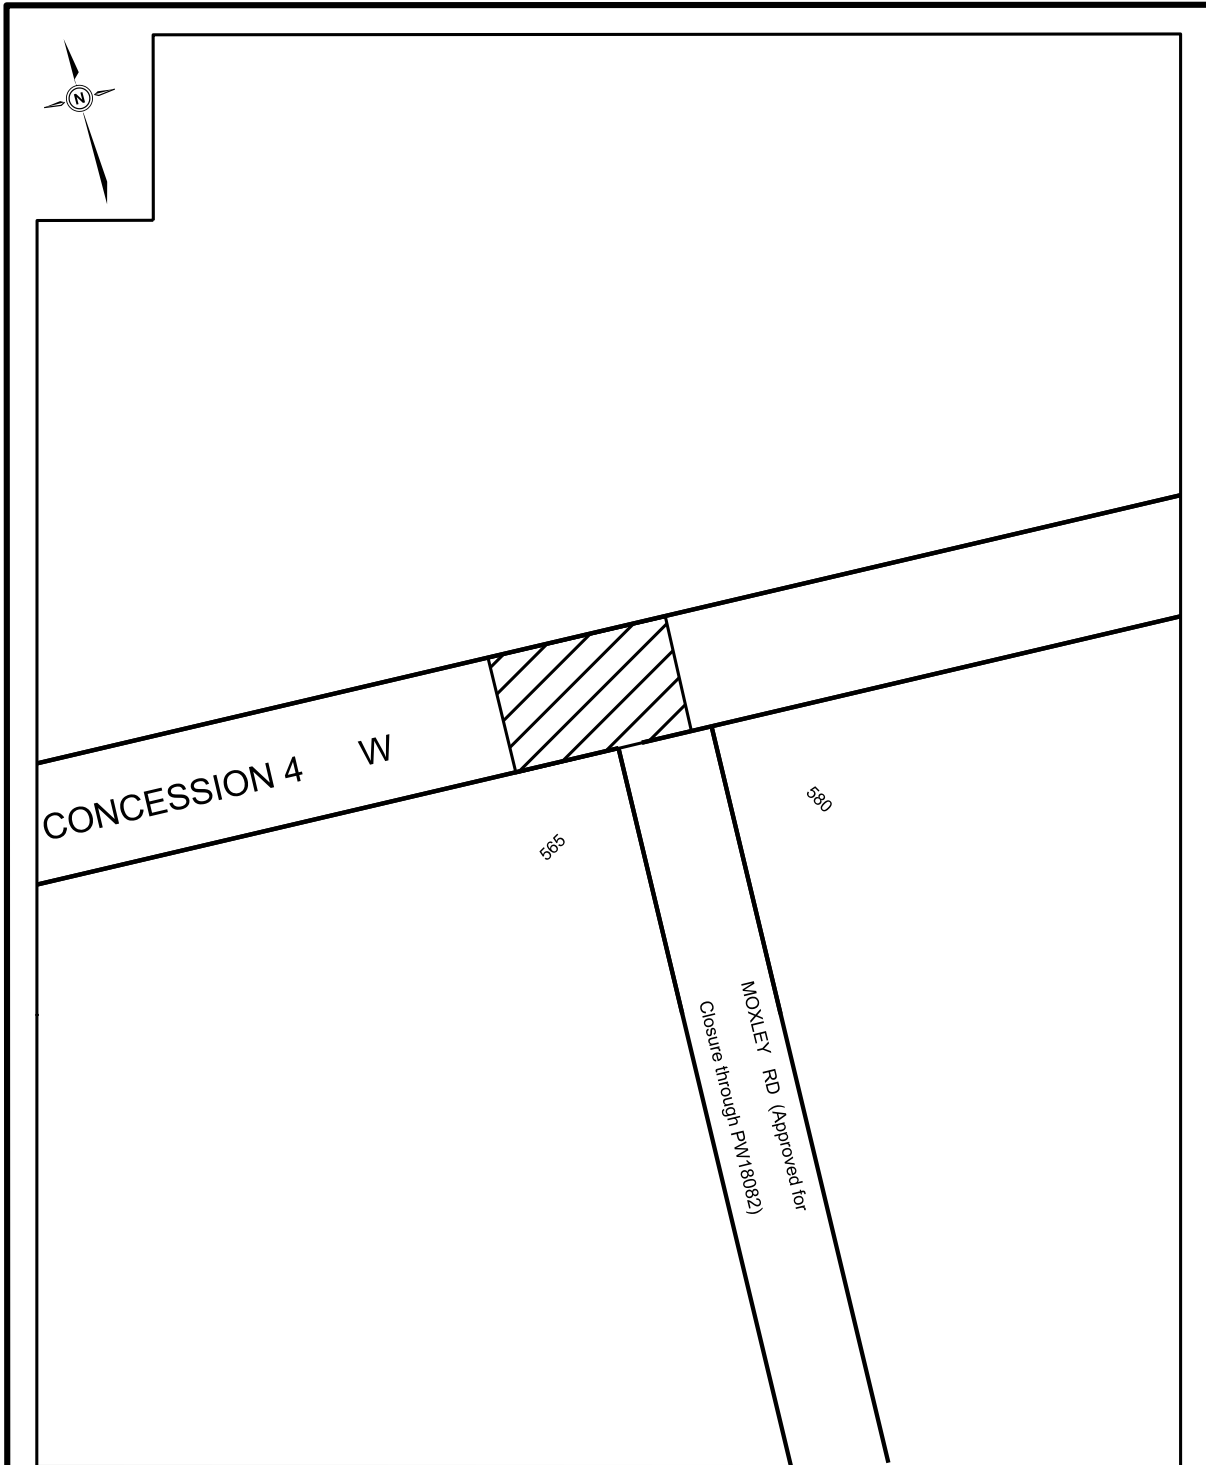 N
CONCESSION 4 W
565
580
MOXLEY RD (Approved for
Closure through PW18082)